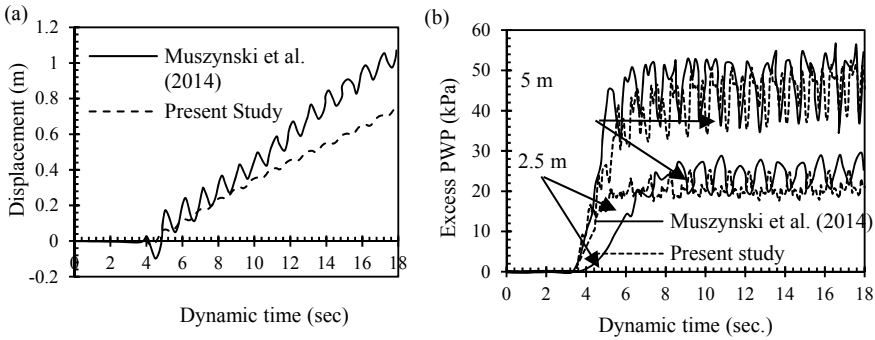 (a)
1.2
1
0.8
0.6
0.4
0.2
0
-0.2
Displacement (m)
Muszynski et al.
(2014)
Present Study
0 2 4 6 8 10 12 14 16 18
Dynamic time (sec)
(b)
60
50
40
30
20
10
0
Excess PWP (kPa)
5 m
2.5 m
Muszynski et al. (2014)
Present study
0 2 4 6 8 10 12 14 16 18
Dynamic time (sec.)